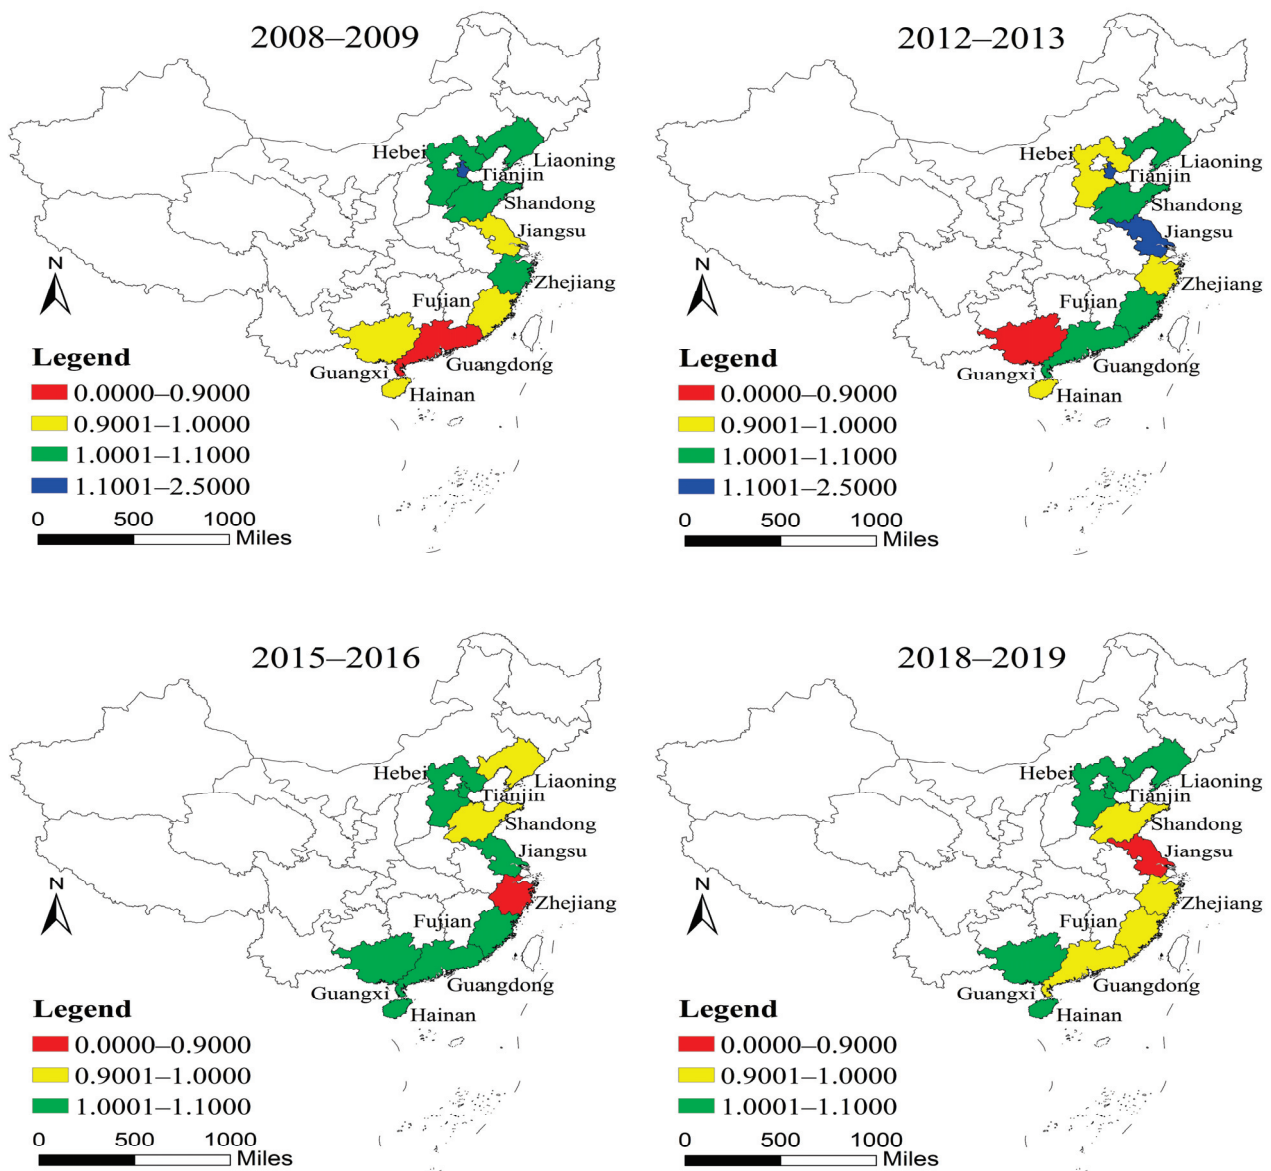 2008–2009
Hebei
Liaoning
Tianjin
Shandong
Jiangsu
Zhejiang
Fujian
Guangdong
Guangxi
Hainan
N
Legend
0.0000–0.9000
0.9001–1.0000
1.0001–1.1000
1.1001–2.5000
0 500 1000
Miles
2012–2013
Hebei
Liaoning
Tianjin
Shandong
Jiangsu
Zhejiang
Fujian
Guangdong
Guangxi
Hainan
N
Legend
0.0000–0.9000
0.9001–1.0000
1.0001–1.1000
1.1001–2.5000
0 500 1000
Miles
2015–2016
Hebei
Liaoning
Tianjin
Shandong
Jiangsu
Zhejiang
Fujian
Guangdong
Guangxi
Hainan
N
Legend
0.0000–0.9000
0.9001–1.0000
1.0001–1.1000
0 500 1000
Miles
2018–2019
Hebei
Liaoning
Tianjin
Shandong
Jiangsu
Zhejiang
Fujian
Guangdong
Guangxi
Hainan
N
Legend
0.0000–0.9000
0.9001–1.0000
1.0001–1.1000
0 500 1000
Miles